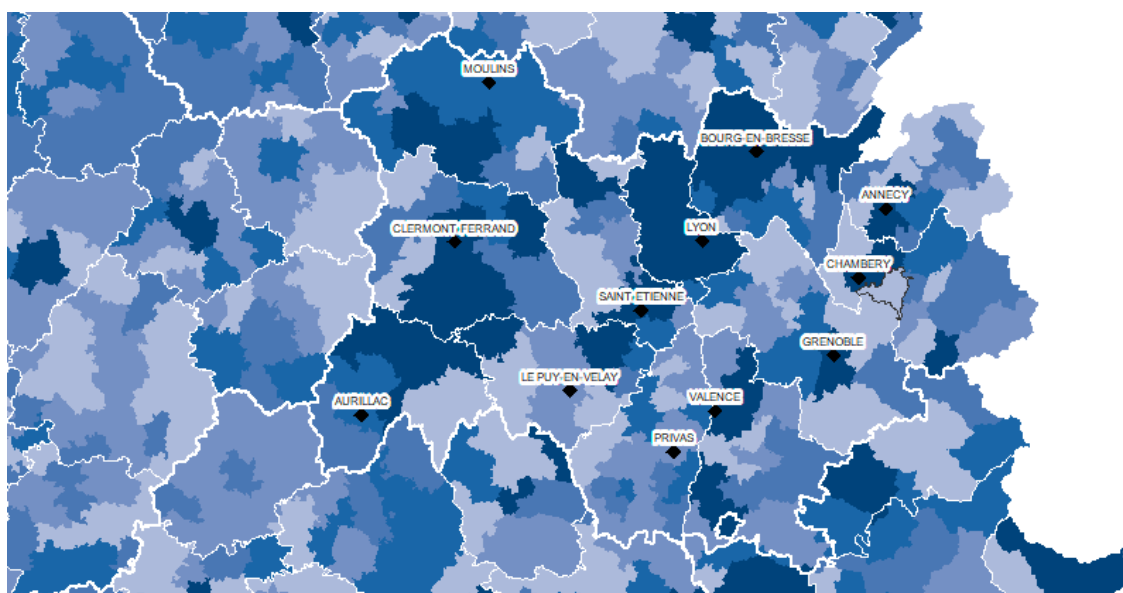 MOULINS
BOURG-EN-BRESSE
ANNECY
CLERMONT-FERRAND
LYON
CHAMBERY
SAINT-ETIENNE
GRENOBLE
LE PUY-EN-VELAY
AURILLAC
VALENCE
PRIVAS